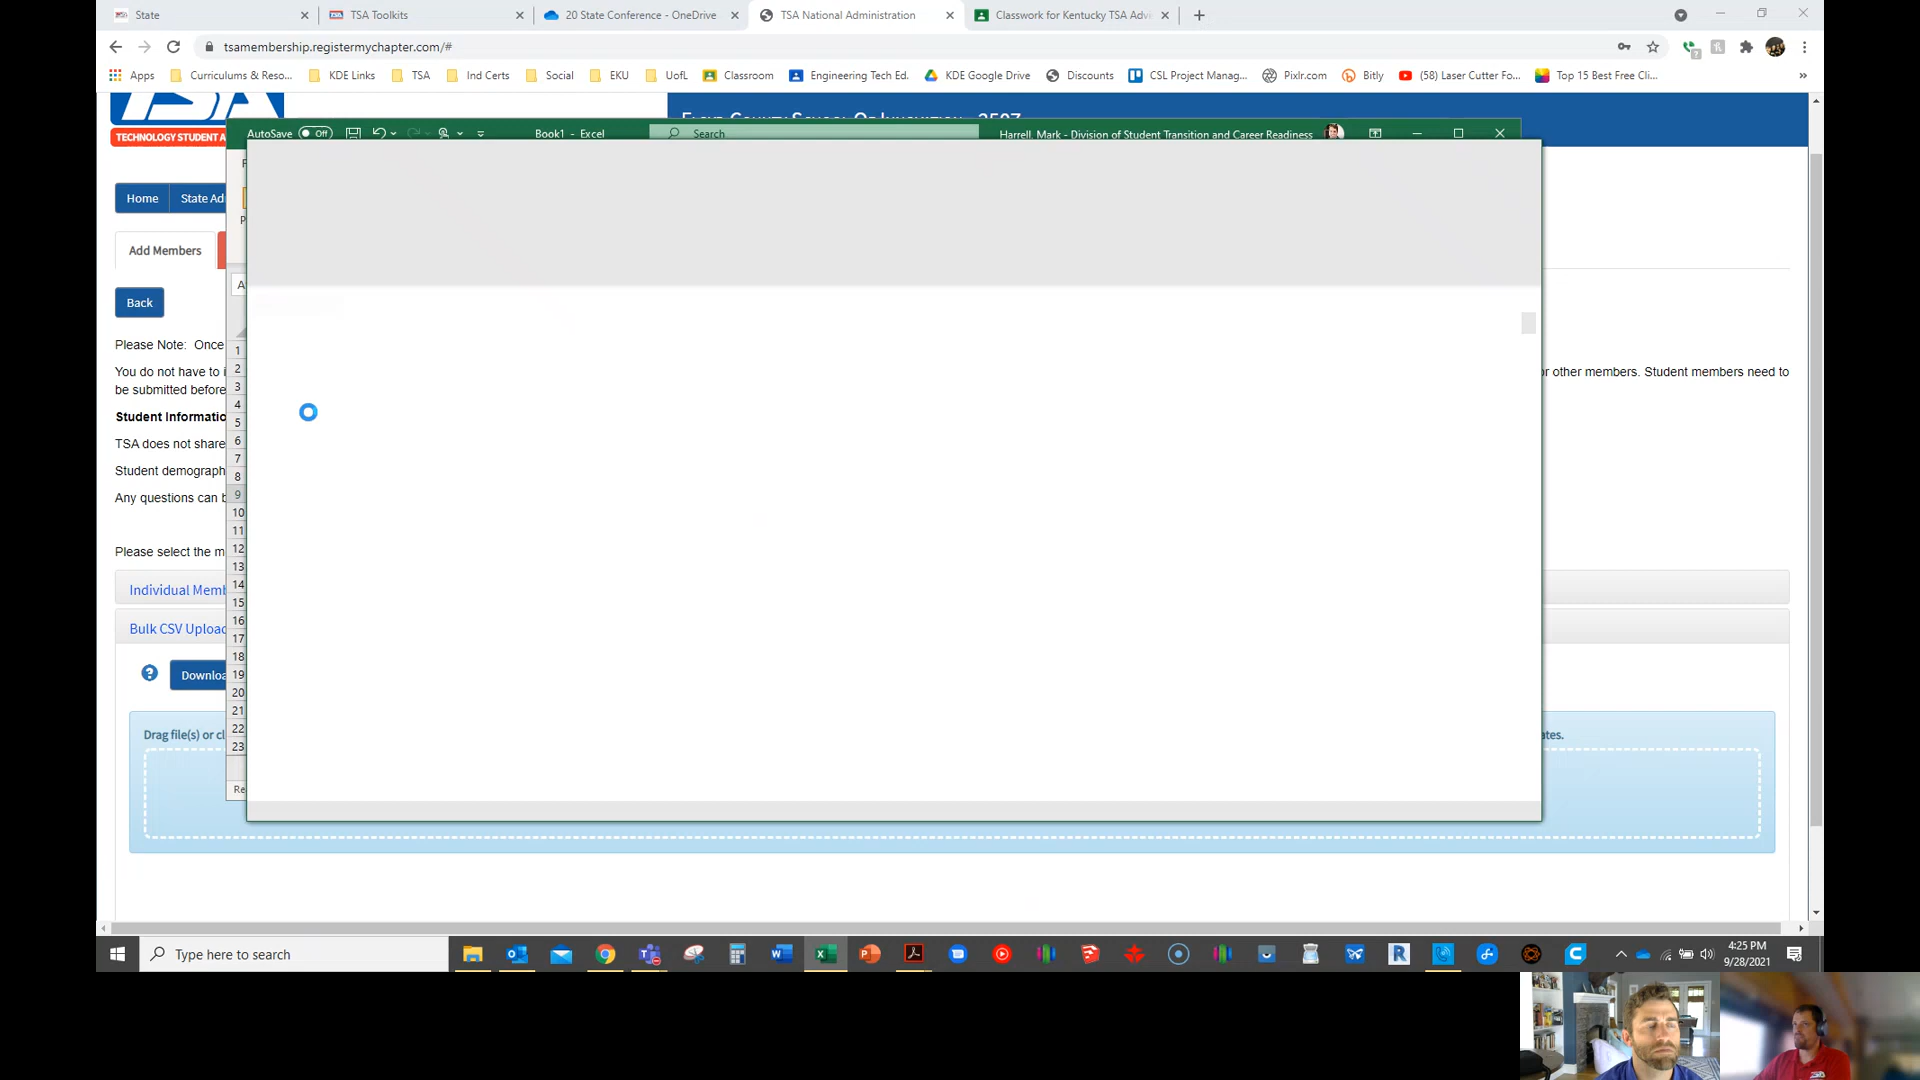 State
TSA Toolkits
20 State Conference - OneDrive
TSA National Administration
Classwork for Kentucky TSA Adv
tsamembership.registermychapter.com/#
Apps
Curriculums & Reso...
KDE Links
TSA
Ind Certs
Social
EKU
UofL
Classroom
Engineering Tech Ed.
KDE Google Drive
Discounts
CSL Project Manag...
Pixlr.com
Bitly
(58) Laser Cutter Fo...
Top 15 Best Free Cli...
»
TSA
TECHNOLOGY STUDENT A
AutoSave Off
Book1 - Excel
Search
Harrell, Mark - Division of Student Transition and Career Readiness
Home
State Ad
Add Members
Back
A
Please Note: Once
You do not have to i
or other members. Student members need to
be submitted before
Student Informatio
TSA does not share
Student demograph
Any questions can b
Please select the m
Individual Memb
Bulk CSV Uploac
?
Downloa
Drag file(s) or cl
ates.
1
2
3
4
5
6
7
8
9
10
11
12
13
14
15
16
17
18
19
20
21
22
23
Re
Type here to search
4:25 PM
9/28/2021